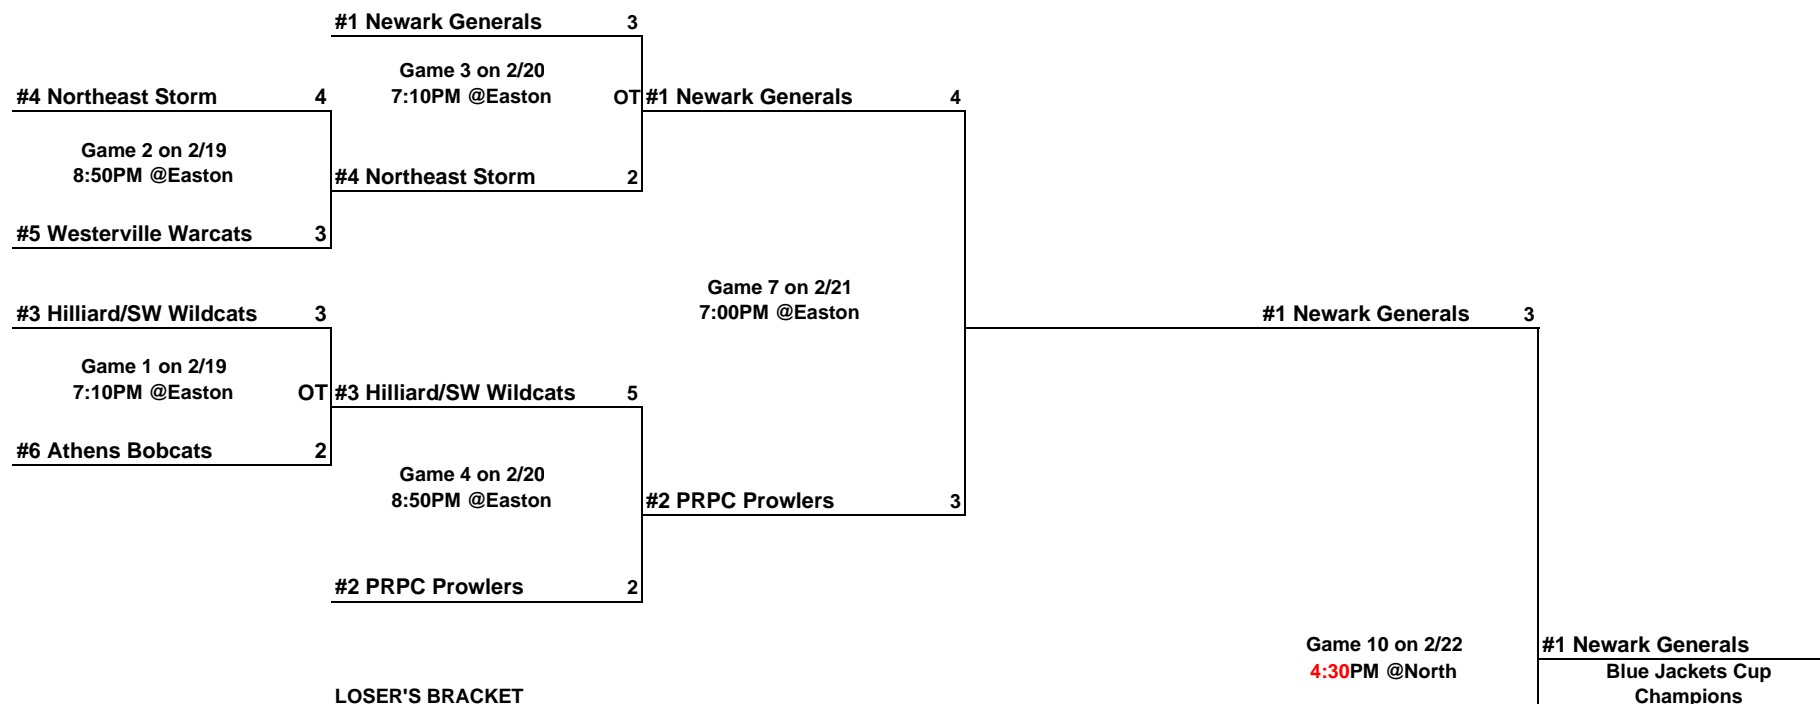 #1 Newark Generals 3
Game 3 on 2/20
#4 Northeast Storm 4 7:10PM @Easton OT #1 Newark Generals 4
Game 2 on 2/19
8:50PM @Easton #4 Northeast Storm 2
#5 Westerville Warcats 3
Game 7 on 2/21
#3 Hilliard/SW Wildcats 3 7:00PM @Easton #1 Newark Generals 3
Game 1 on 2/19
7:10PM @Easton OT #3 Hilliard/SW Wildcats 5
#6 Athens Bobcats 2
Game 4 on 2/20
8:50PM @Easton #2 PRPC Prowlers 3
#2 PRPC Prowlers 2
Game 10 on 2/22 #1 Newark Generals
4:30PM @North Blue Jackets Cup
LOSER'S BRACKET Champions